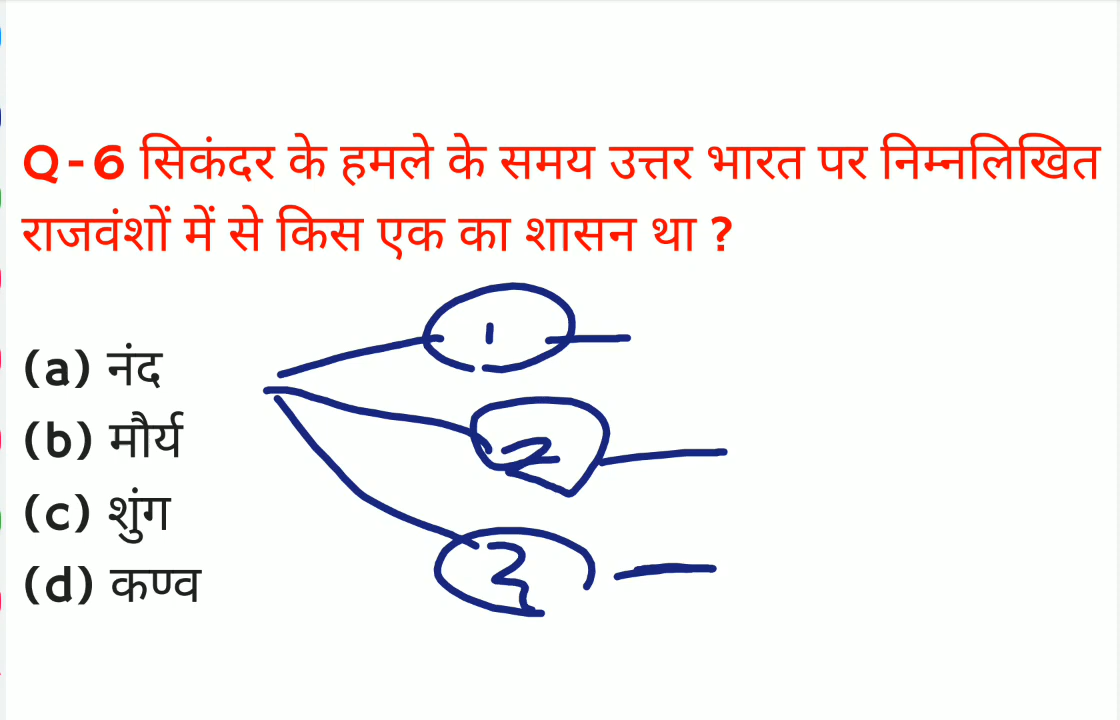 Q-6 सिकंदर के हमले के समय उत्तर भारत पर निम्नलिखित
राजवंशों में से किस एक का शासन था ?
(a) नंद
(b) मौर्य
(c) शुंग
(d) कण्व
1
2
3